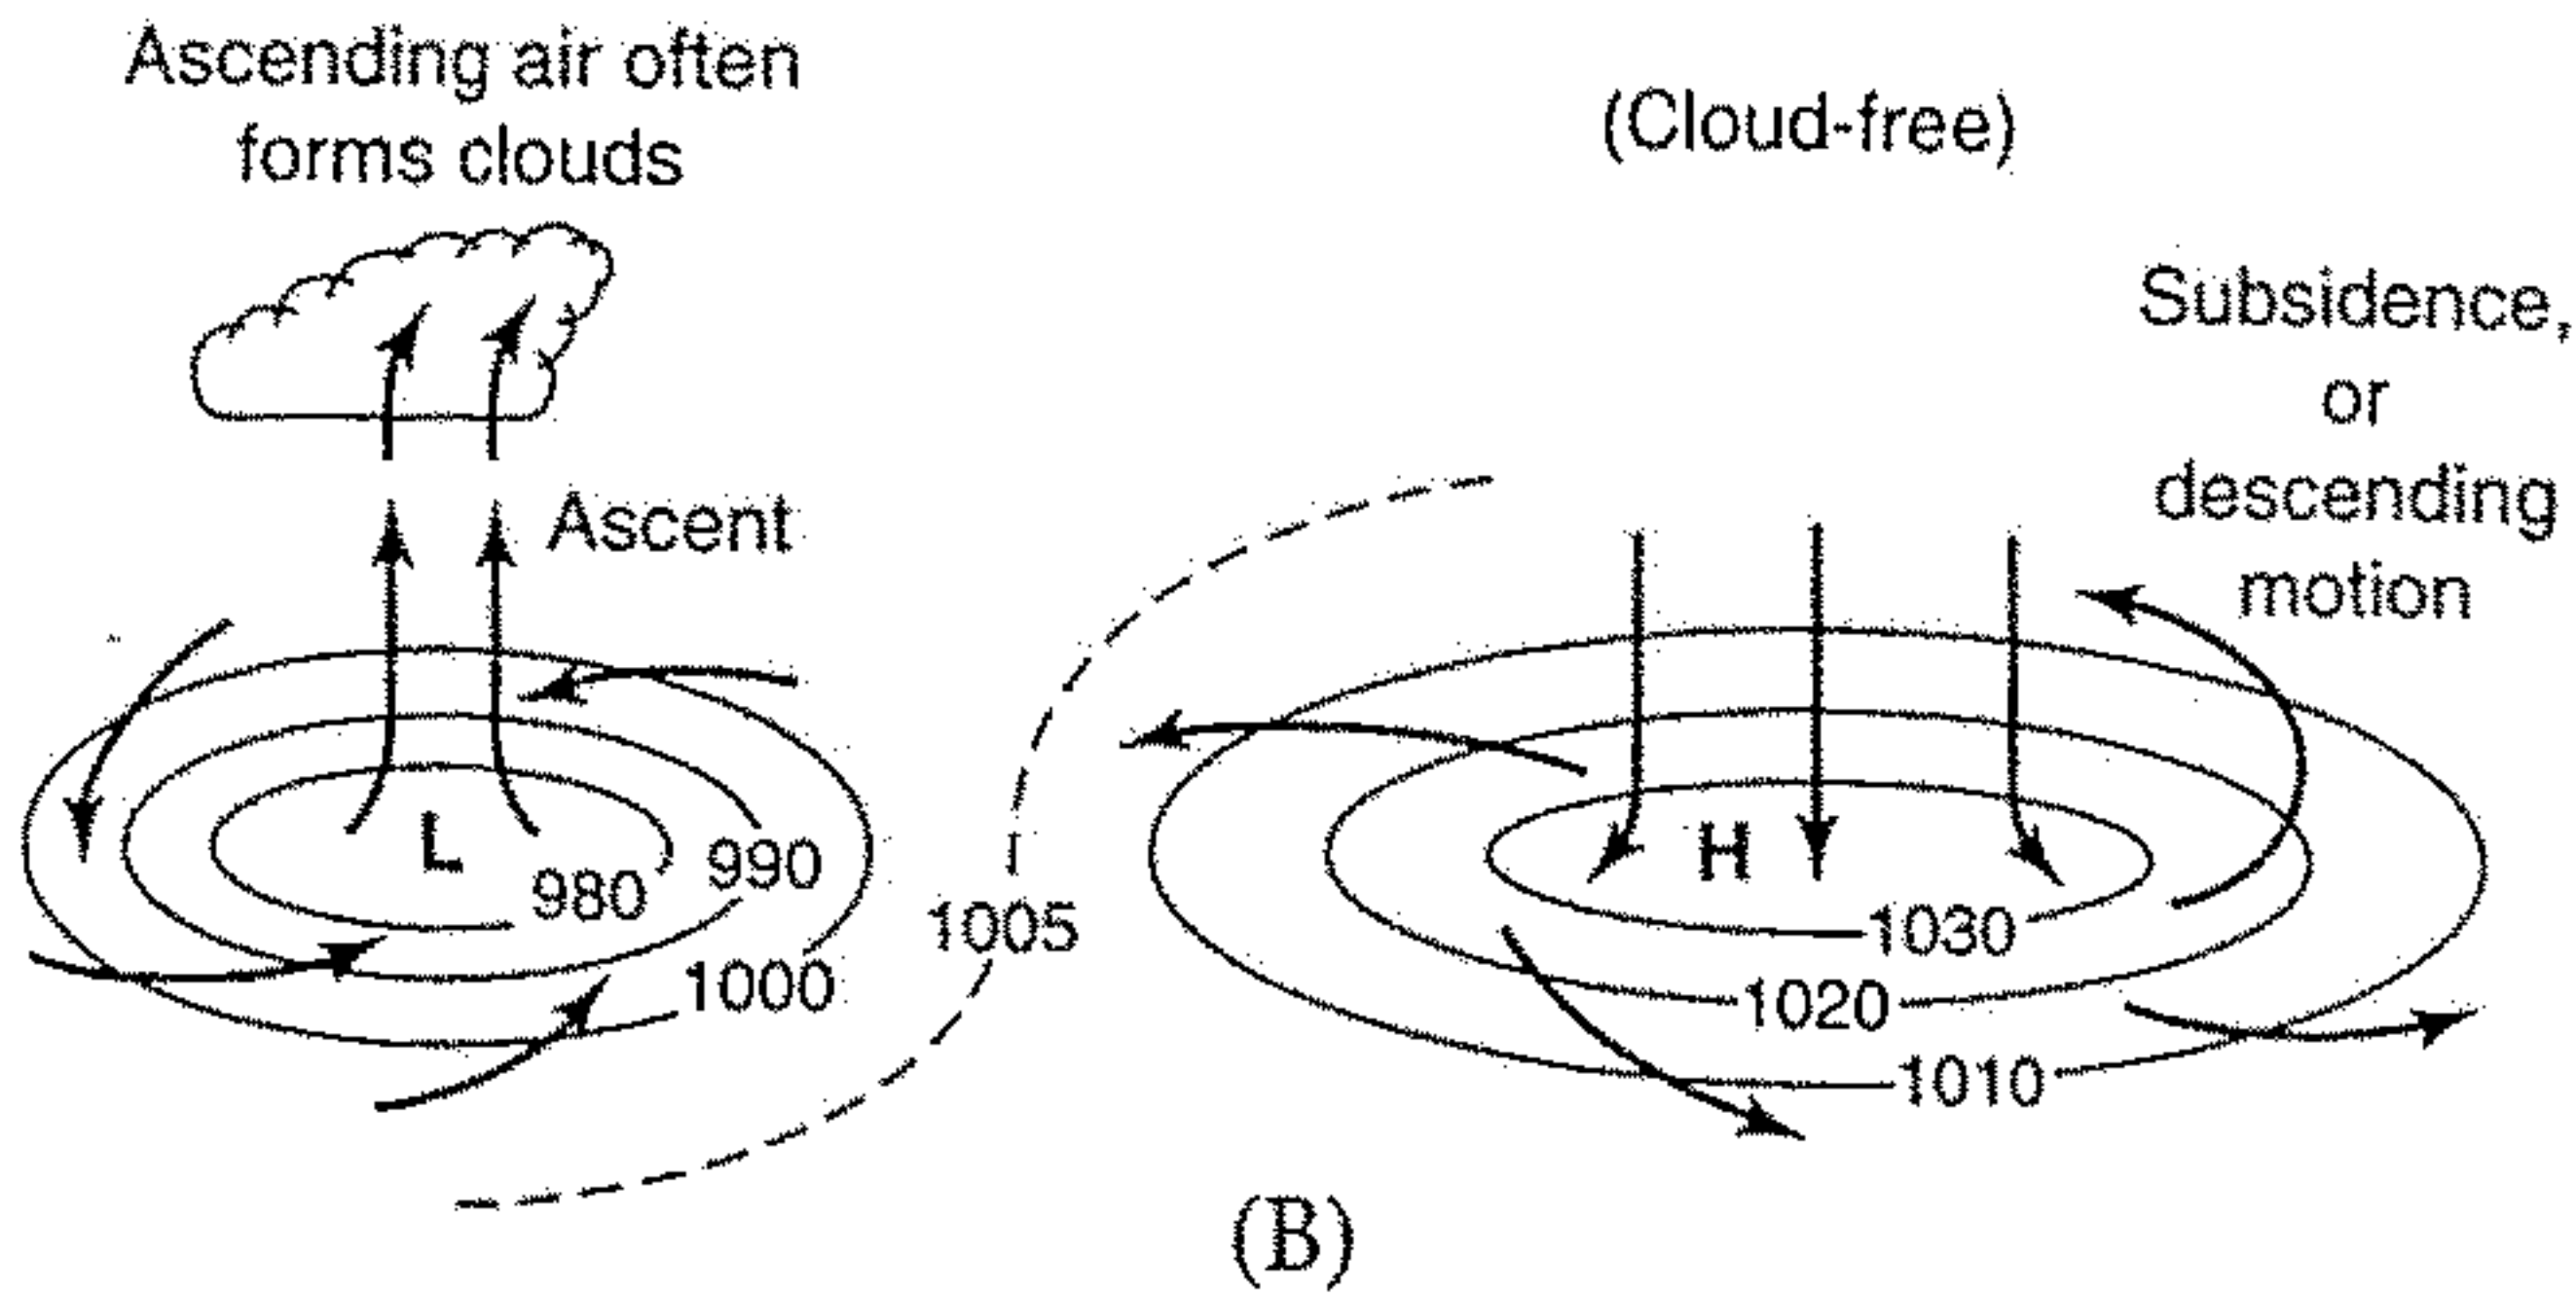 Ascending air often
forms clouds
(Cloud-free)
Subsidence,
or
descending
motion
Ascent
L
980
990
1000
1005
H
1030
1020
1010
(B)